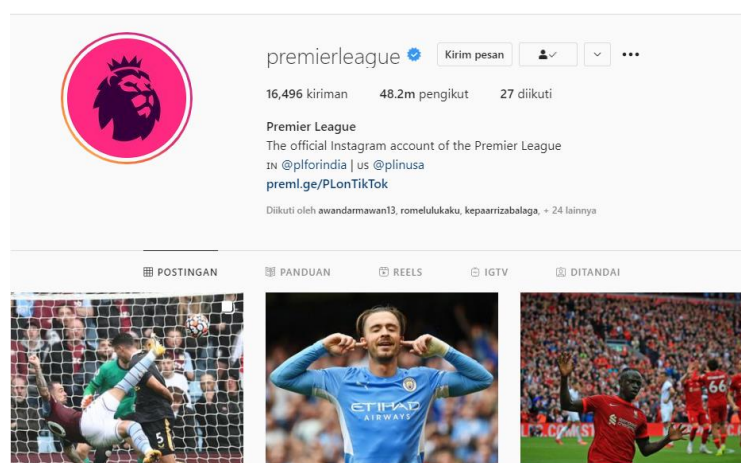 premierleague Kirim pesan
16,496 kiriman 48.2m pengikut 27 diikuti
Premier League
The official Instagram account of the Premier League
IN @plforindia | US @plinusa
preml.ge/PLonTikTok
Diikuti oleh awandarmawan13, romelulukaku, kepaarrizabalaga, + 24 lainnya
POSTINGAN PANDUAN REELS IGTV DITANDAI
5
ETIHAD
AIRWAYS
66